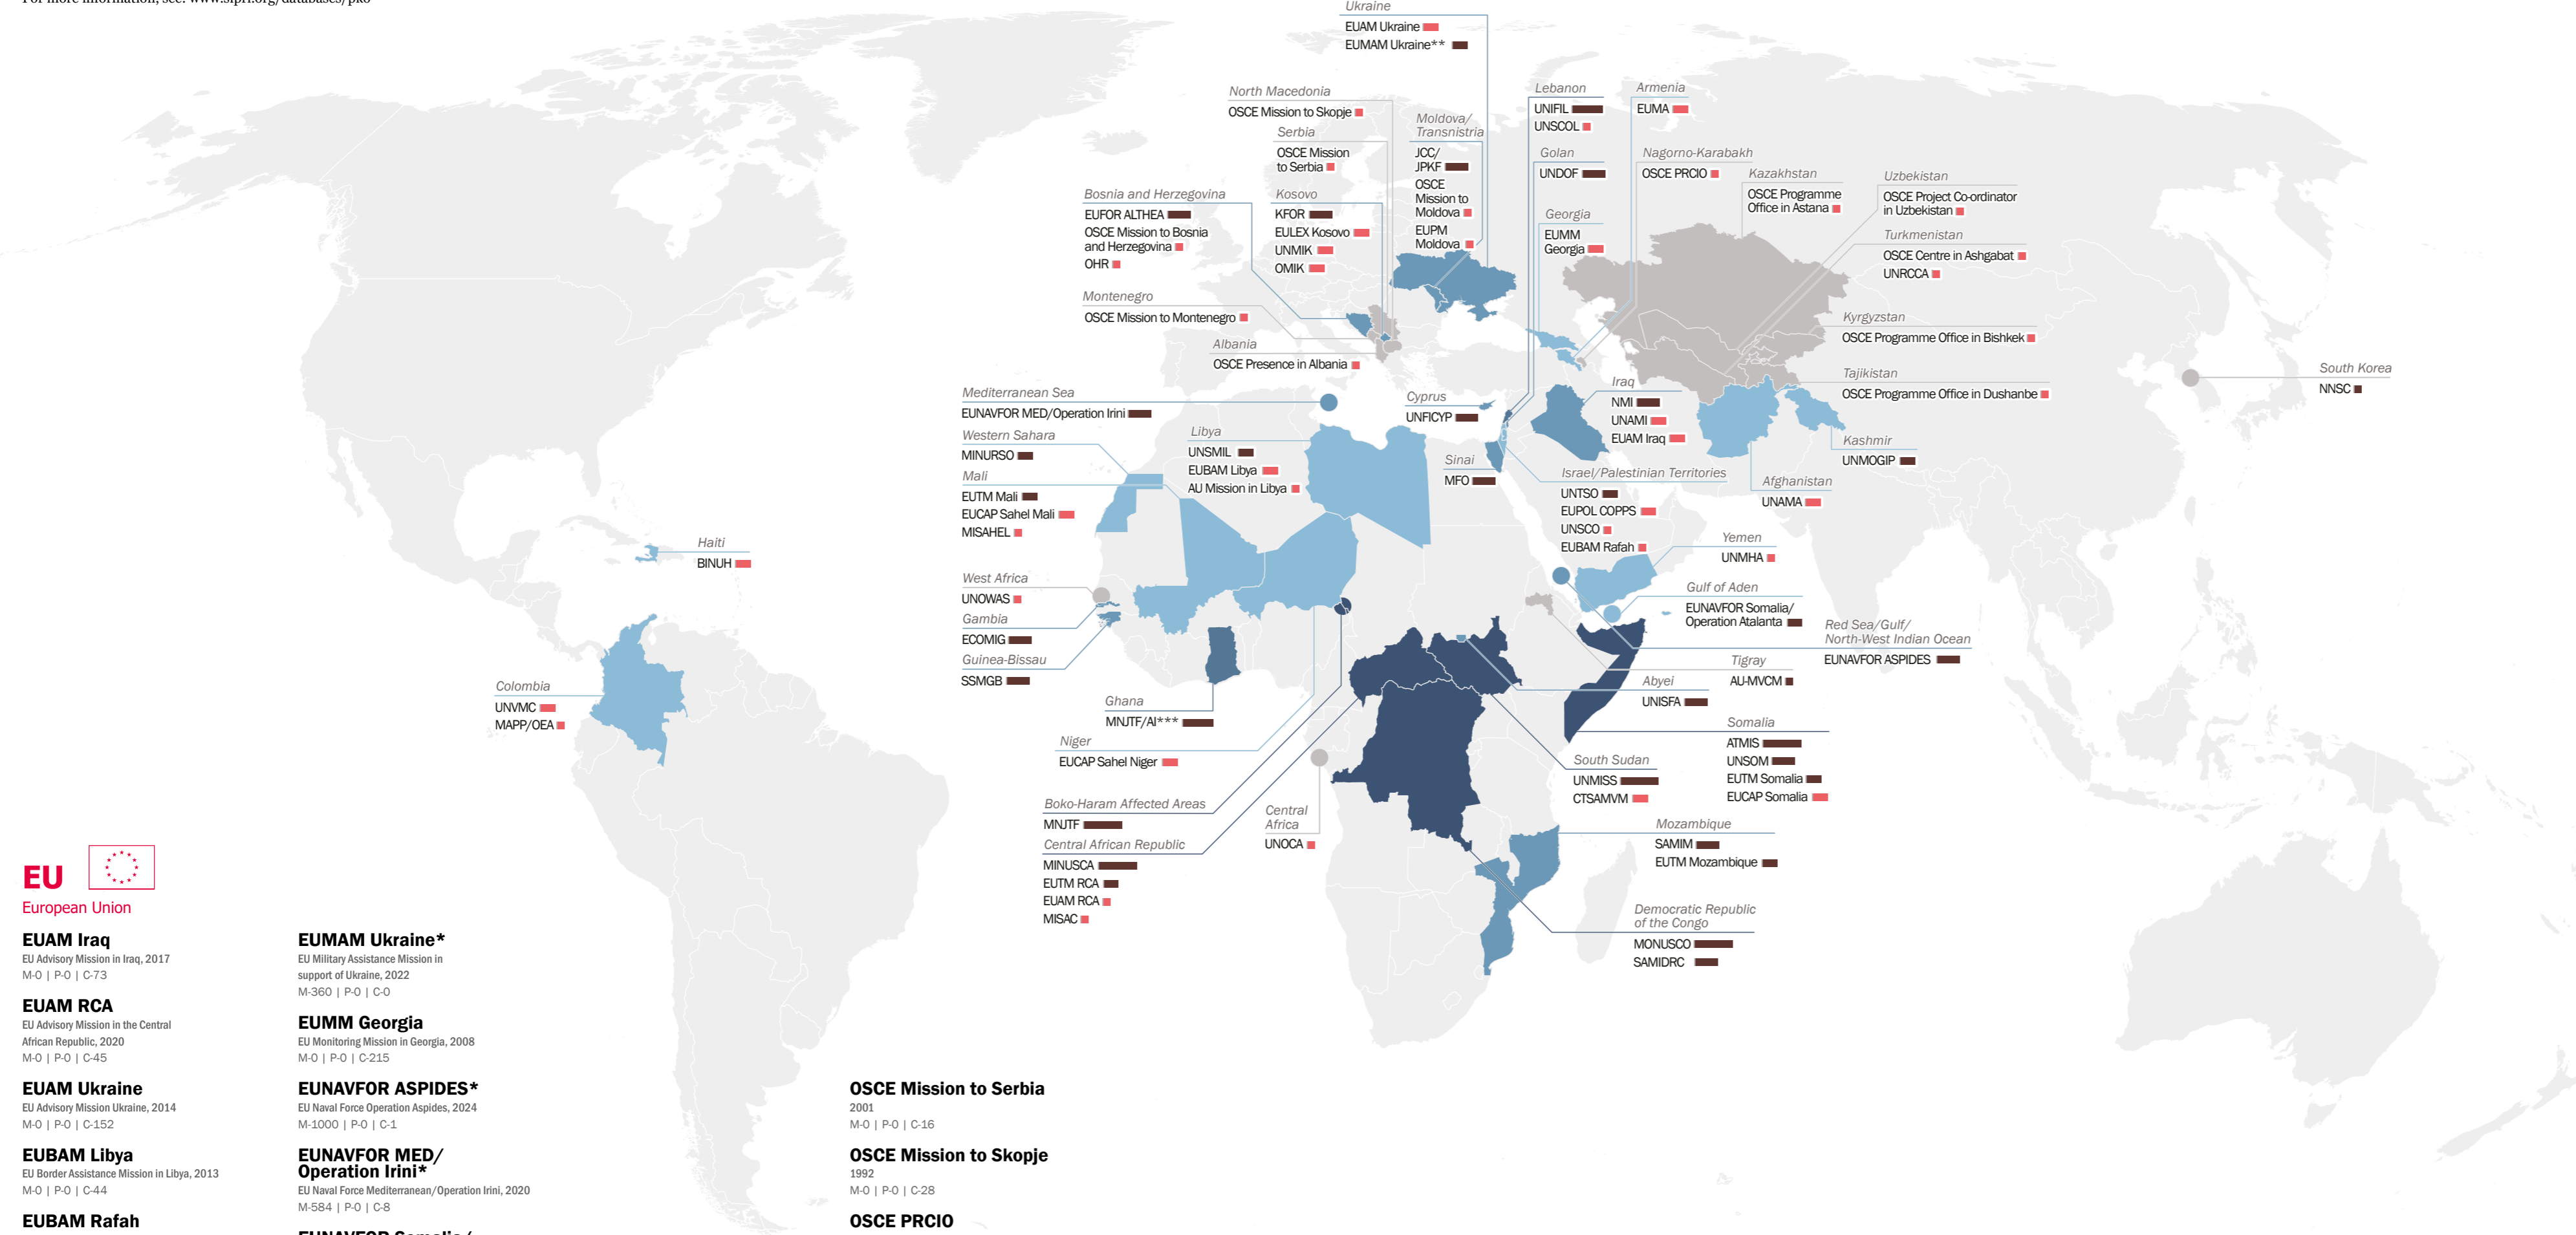 For more information, see: www.sipri.org/databases/pko
Ukraine
EUAM Ukraine
EUMAM Ukraine**
North Macedonia
OSCE Mission to Skopje
Serbia
OSCE Mission
to Serbia
Moldova/
Transnistria
JCC/
JPKF
OSCE
Mission to
Moldova
EUPM
Moldova
Lebanon
UNIFIL
UNSCOL
Armenia
EUMA
Golan
UNDOF
Nagorno-Karabakh
OSCE PRCIO
Kazakhstan
OSCE Programme
Office in Astana
Uzbekistan
OSCE Project Co-ordinator
in Uzbekistan
Turkmenistan
OSCE Centre in Ashgabat
UNRCCA
Georgia
EUMM
Georgia
Bosnia and Herzegovina
EUFOR ALTHEA
OSCE Mission to Bosnia
and Herzegovina
OHR
Kosovo
KFOR
EULEX Kosovo
UNMIK
OMIK
Montenegro
OSCE Mission to Montenegro
Albania
OSCE Presence in Albania
Kyrgyzstan
OSCE Programme Office in Bishkek
Tajikistan
OSCE Programme Office in Dushanbe
South Korea
NNSC
Mediterranean Sea
EUNAVFOR MED/Operation Irini
Western Sahara
MINURSO
Mali
EUTM Mali
EUCAP Sahel Mali
MISAHEL
Libya
UNSMIL
EUBAM Libya
AU Mission in Libya
Cyprus
UNFICYP
Sinai
MFO
Iraq
NMI
UNAMI
EUAM Iraq
Israel/Palestinian Territories
UNTSO
EUPOL COPPS
UNSCO
EUBAM Rafah
Kashmir
UNMOGIP
Afghanistan
UNAMA
Yemen
UNMHA
Gulf of Aden
EUNAVFOR Somalia/
Operation Atalanta
Red Sea/Gulf/
North-West Indian Ocean
EUNAVFOR ASPIDES
Haiti
BINUH
Colombia
UNVMC
MAPP/OEA
West Africa
UNOWAS
Gambia
ECOMIG
Guinea-Bissau
SSMGB
Ghana
MNJTF/AI***
Niger
EUCAP Sahel Niger
Boko-Haram Affected Areas
MNJTF
Central African Republic
MINUSCA
EUTM RCA
EUAM RCA
MISAC
Central
Africa
UNOCA
Tigray
AU-MVCM
Abyei
UNISFA
Somalia
ATMIS
UNSOM
EUTM Somalia
EUCAP Somalia
South Sudan
UNMISS
CTSAMVM
Mozambique
SAMIM
EUTM Mozambique
Democratic Republic
of the Congo
MONUSCO
SAMIDRC
EU
European Union
EUAM Iraq
EU Advisory Mission in Iraq, 2017
M-0 | P-0 | C-73
EUAM RCA
EU Advisory Mission in the Central
African Republic, 2020
M-0 | P-0 | C-45
EUAM Ukraine
EU Advisory Mission Ukraine, 2014
M-0 | P-0 | C-152
EUBAM Libya
EU Border Assistance Mission in Libya, 2013
M-0 | P-0 | C-44
EUBAM Rafah
EUMAM Ukraine*
EU Military Assistance Mission in
support of Ukraine, 2022
M-360 | P-0 | C-0
EUMM Georgia
EU Monitoring Mission in Georgia, 2008
M-0 | P-0 | C-215
EUNAVFOR ASPIDES*
EU Naval Force Operation Aspides, 2024
M-1000 | P-0 | C-1
EUNAVFOR MED/
Operation Irini*
EU Naval Force Mediterranean/Operation Irini, 2020
M-584 | P-0 | C-8
EUNAVFOR Somalia/
OSCE Mission to Serbia
2001
M-0 | P-0 | C-16
OSCE Mission to Skopje
1992
M-0 | P-0 | C-28
OSCE PRCIO